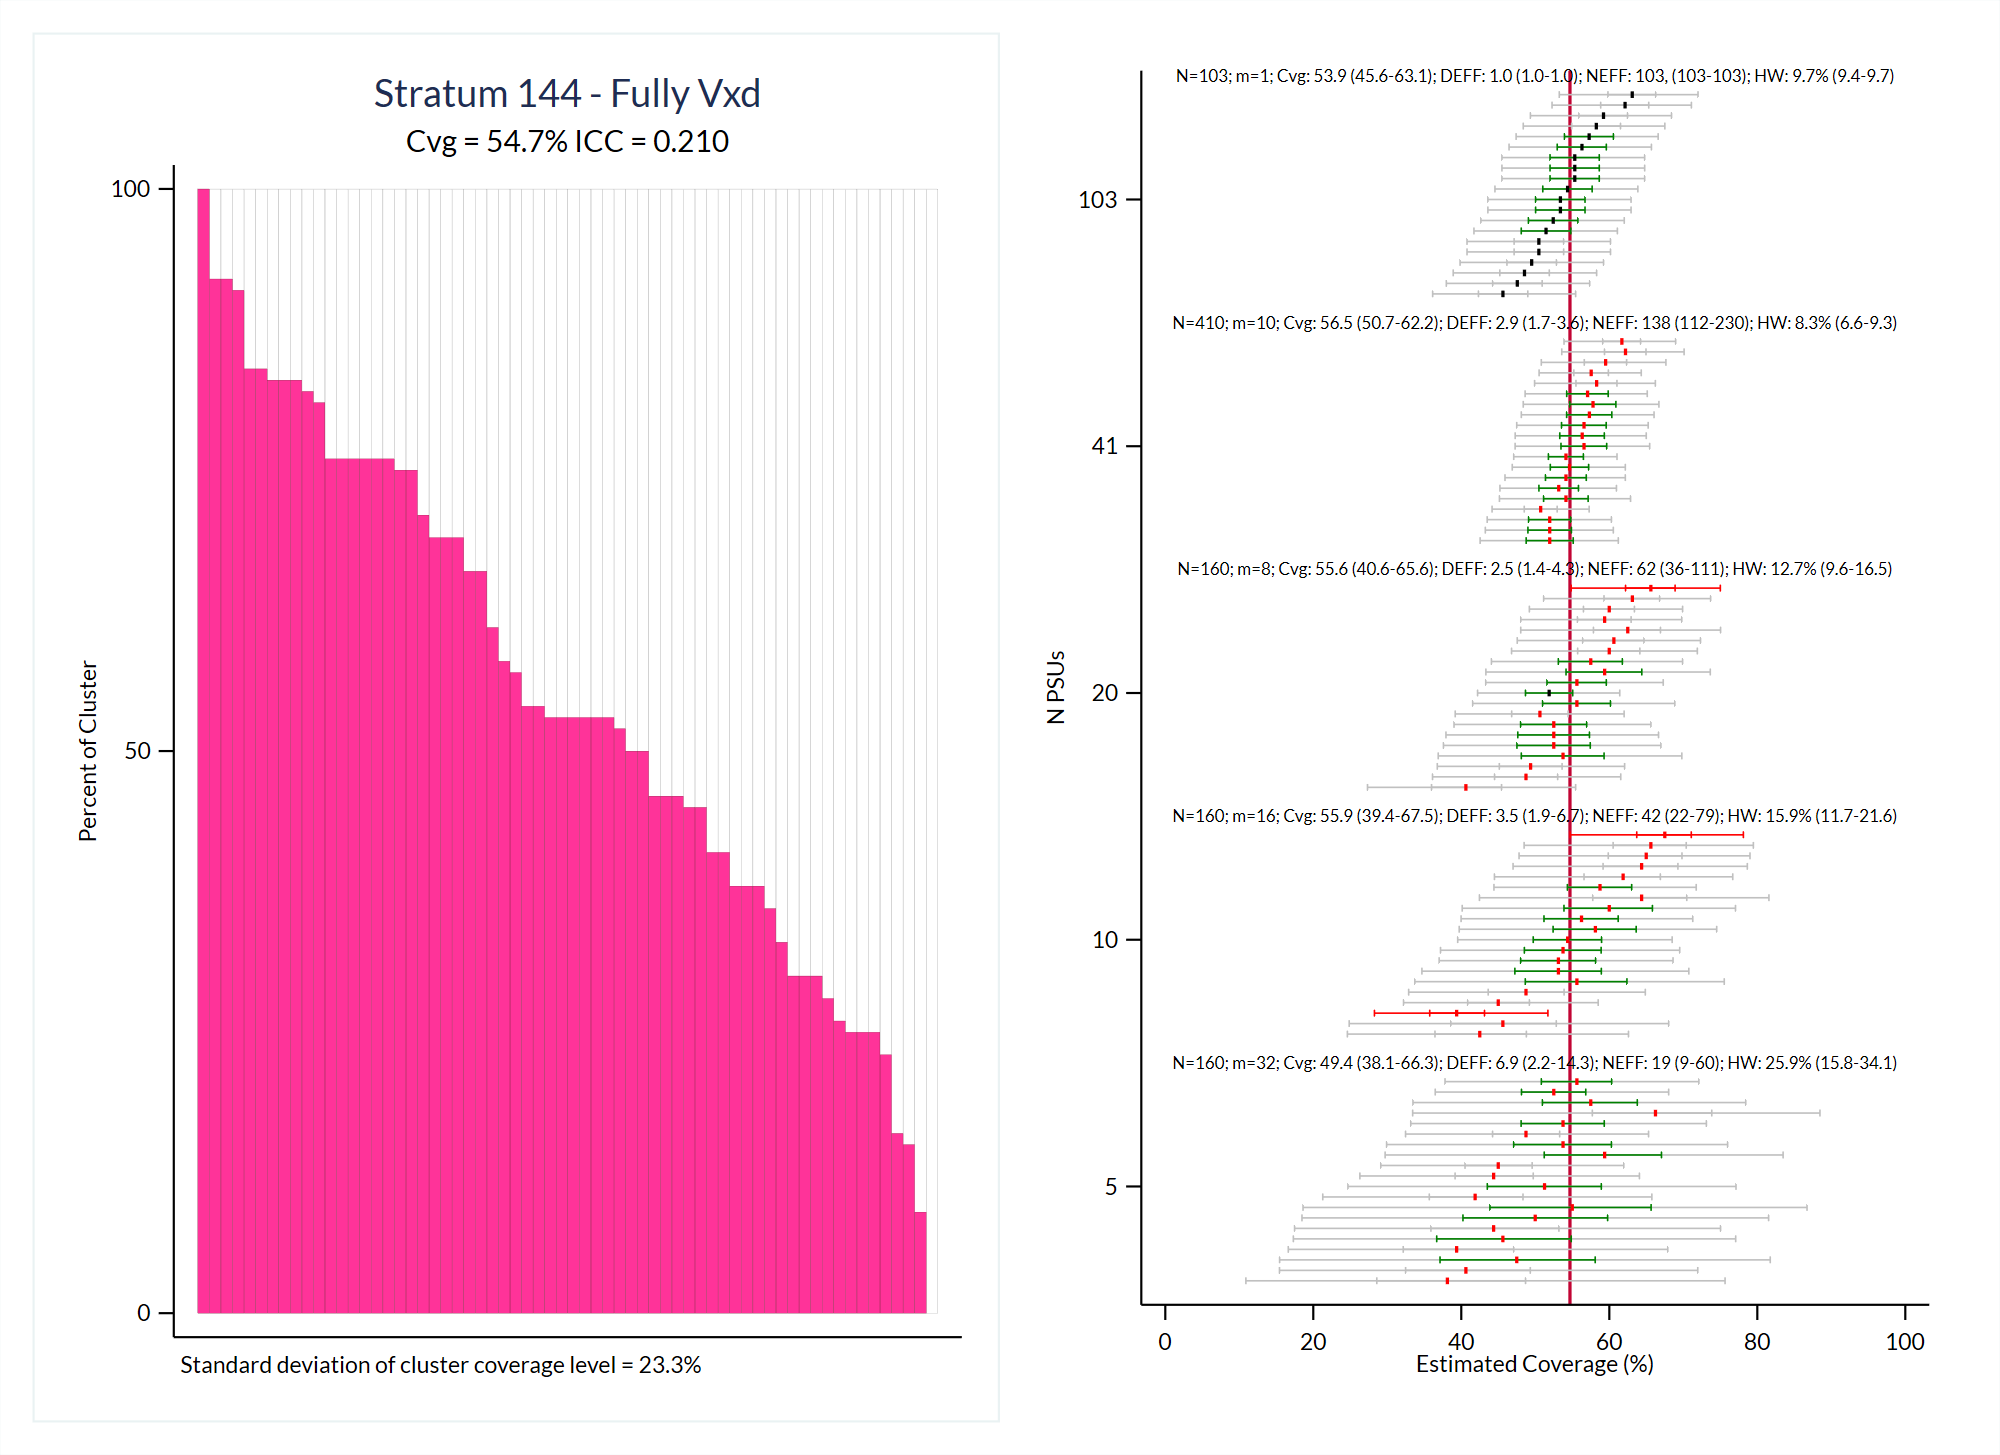 Stratum 144 - Fully Vxd
Cvg = 54.7% ICC = 0.210
100
50
0
Percent of Cluster
Standard deviation of cluster coverage level = 23.3%
N=103; m=1; Cvg: 53.9 (45.6-63.1); DEFF: 1.0 (1.0-1.0); NEFF: 103, (103-103); HW: 9.7% (9.4-9.7)
103
N=410; m=10; Cvg: 56.5 (50.7-62.2); DEFF: 2.9 (1.7-3.6); NEFF: 138 (112-230); HW: 8.3% (6.6-9.3)
41
N=160; m=8; Cvg: 55.6 (40.6-65.6); DEFF: 2.5 (1.4-4.3); NEFF: 62 (36-111); HW: 12.7% (9.6-16.5)
N PSUs
20
N=160; m=16; Cvg: 55.9 (39.4-67.5); DEFF: 3.5 (1.9-6.7); NEFF: 42 (22-79); HW: 15.9% (11.7-21.6)
10
N=160; m=32; Cvg: 49.4 (38.1-66.3); DEFF: 6.9 (2.2-14.3); NEFF: 19 (9-60); HW: 25.9% (15.8-34.1)
5
0 20 40 60 80 100
Estimated Coverage (%)